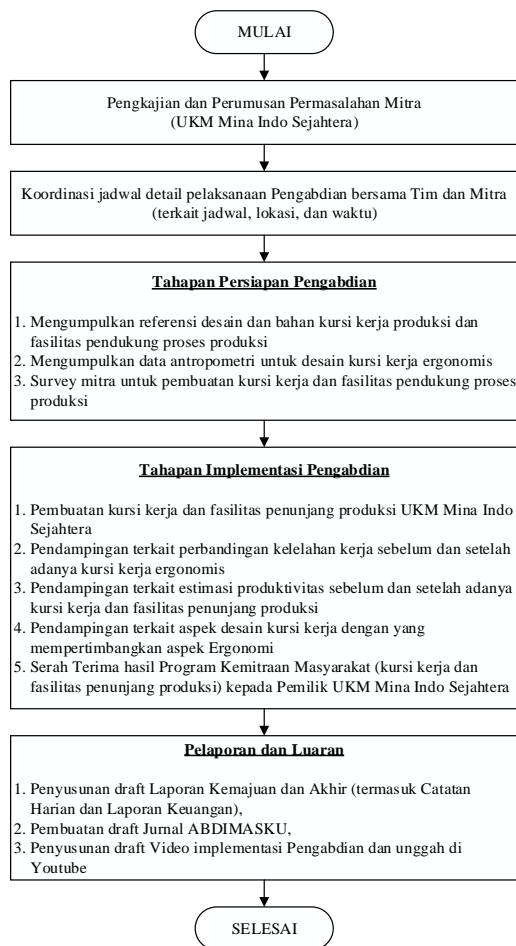 MULAI
Pengkajian dan Perumusan Permasalahan Mitra
(UKM Mina Indo Sejahtera)
Koordinasi jadwal detail pelaksanaan Pengabdian bersama Tim dan Mitra
(terkait jadwal, lokasi, dan waktu)
Tahapan Persiapan Pengabdian
1. Mengumpulkan referensi desain dan bahan kursi kerja produksi dan
fasilitas pendukung proses produksi
2. Mengumpulkan data antropometri untuk desain kursi kerja ergonomis
3. Survey mitra untuk pembuatan kursi kerja dan fasilitas pendukung proses
produksi
Tahapan Implementasi Pengabdian
1. Pembuatan kursi kerja dan fasilitas penunjang produksi UKM Mina Indo
Sejahtera
2. Pendampingan terkait perbandingan kelelahan kerja sebelum dan setelah
adanya kursi kerja ergonomis
3. Pendampingan terkait estimasi produktivitas sebelum dan setelah adanya
kursi kerja dan fasilitas penunjang produksi
4. Pendampingan terkait aspek desain kursi kerja dengan yang
mempertimbangkan aspek Ergonomi
5. Serah Terima hasil Program Kemitraan Masyarakat (kursi kerja dan
fasilitas penunjang produksi) kepada Pemilik UKM Mina Indo Sejahtera
Pelaporan dan Luaran
1. Penyusunan draft Laporan Kemajuan dan Akhir (termasuk Catatan
Harian dan Laporan Keuangan),
2. Pembuatan draft Jurnal ABDIMASKU,
3. Penyusunan draft Video implementasi Pengabdian dan unggah di
Youtube
SELESAI